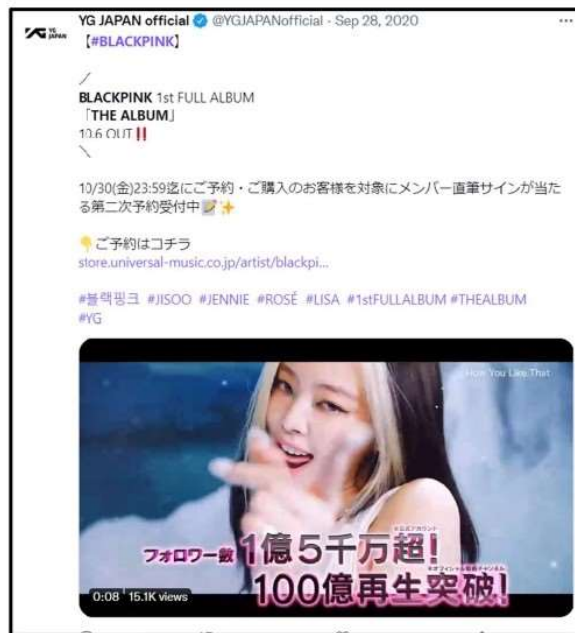 YG JAPAN official @YGJAPANofficial · Sep 28, 2020
YG JAPAN
【#BLACKPINK】
／
BLACKPINK 1st FULL ALBUM
「THE ALBUM」
10.6 OUT‼
＼
10/30(金)23:59迄にご予約・ご購入のお客様を対象にメンバー直筆サインが当た
る第二次予約受付中📝✨
👇ご予約はコチラ
store.universal-music.co.jp/artist/blackpi...
#블랙핑크 #JISOO #JENNIE #ROSÉ #LISA #1stFULLALBUM #THEALBUM
#YG
How You Like That
フォロワー数 1億5千万超!
100億再生突破!
0:08 15.1K views